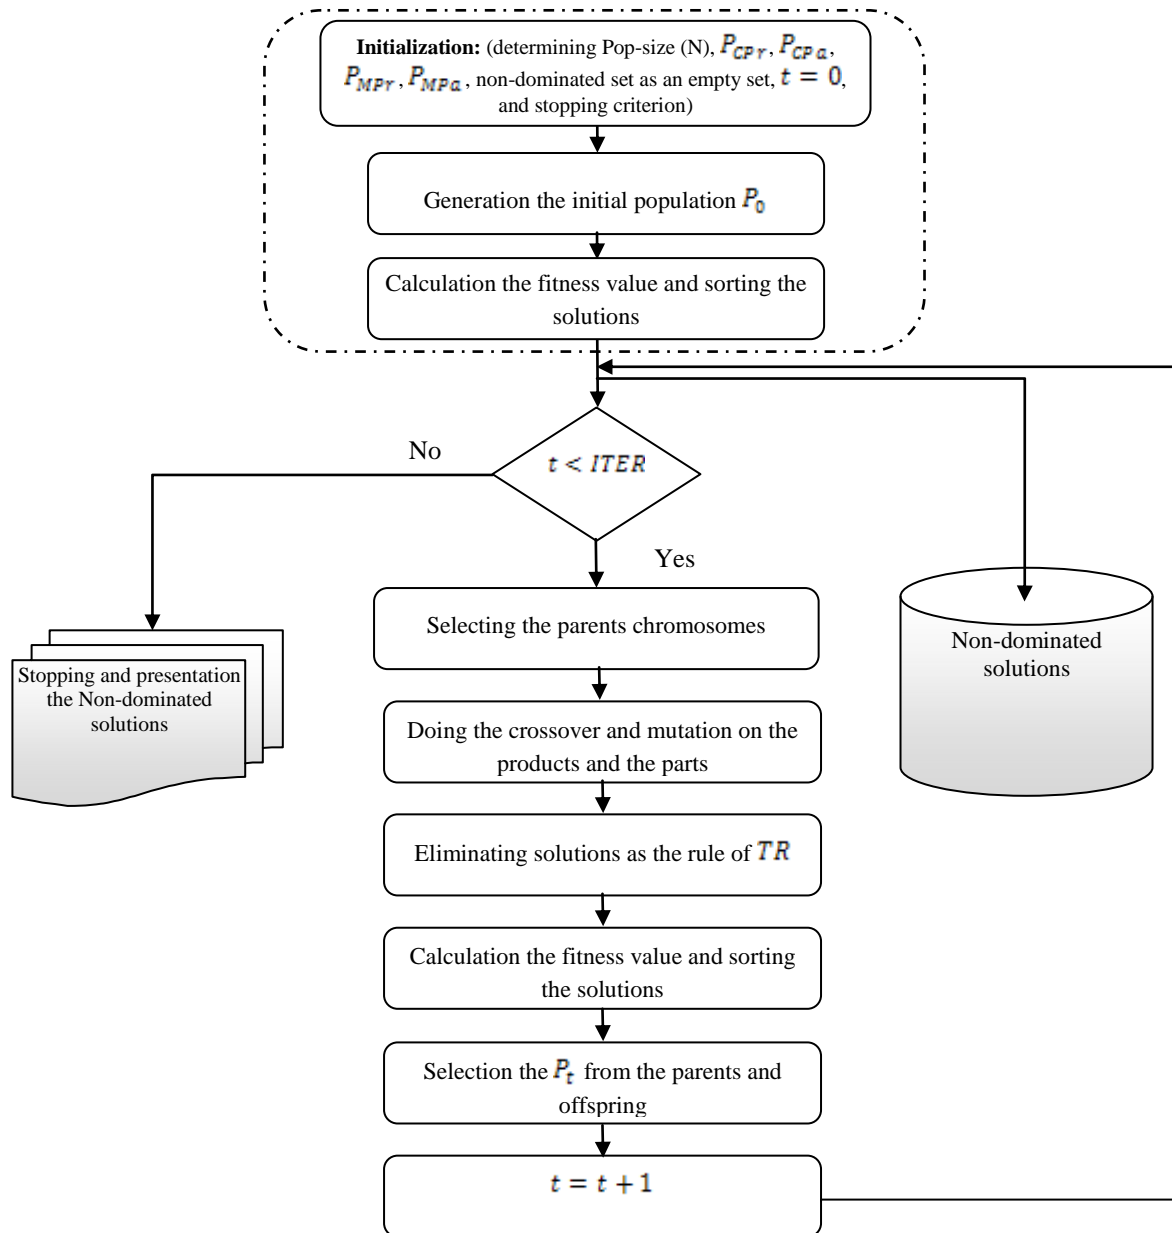 Initialization: (determining Pop-size (N), P_CPr, P_CPa,
P_MPr, P_MPa, non-dominated set as an empty set, t = 0,
and stopping criterion)
Generation the initial population P_0
Calculation the fitness value and sorting the
solutions
No
t < ITER
Yes
Selecting the parents chromosomes
Non-dominated
solutions
Stopping and presentation
the Non-dominated
solutions
Doing the crossover and mutation on the
products and the parts
Eliminating solutions as the rule of TR
Calculation the fitness value and sorting
the solutions
Selection the P_t from the parents and
offspring
t = t + 1